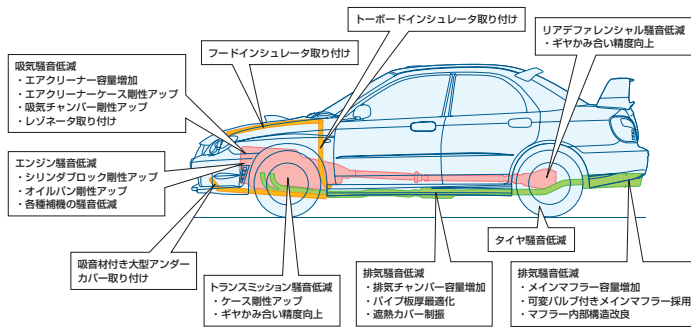 トーボードインシュレータ取り付け
フードインシュレータ取り付け
リアデファレンシャル騒音低減
・ギヤかみ合い精度向上
吸気騒音低減
・エアクリーナー容量増加
・エアクリーナーケース剛性アップ
・吸気チャンバー剛性アップ
・レゾネータ取り付け
エンジン騒音低減
・シリンダブロック剛性アップ
・オイルパン剛性アップ
・各種補機の騒音低減
吸音材付き大型アンダー
カバー取り付け
トランスミッション騒音低減
・ケース剛性アップ
・ギヤかみ合い精度向上
排気騒音低減
・排気チャンバー容量増加
・パイプ板厚最適化
・遮熱カバー制振
タイヤ騒音低減
排気騒音低減
・メインマフラー容量増加
・可変バルブ付きメインマフラー採用
・マフラー内部構造改良